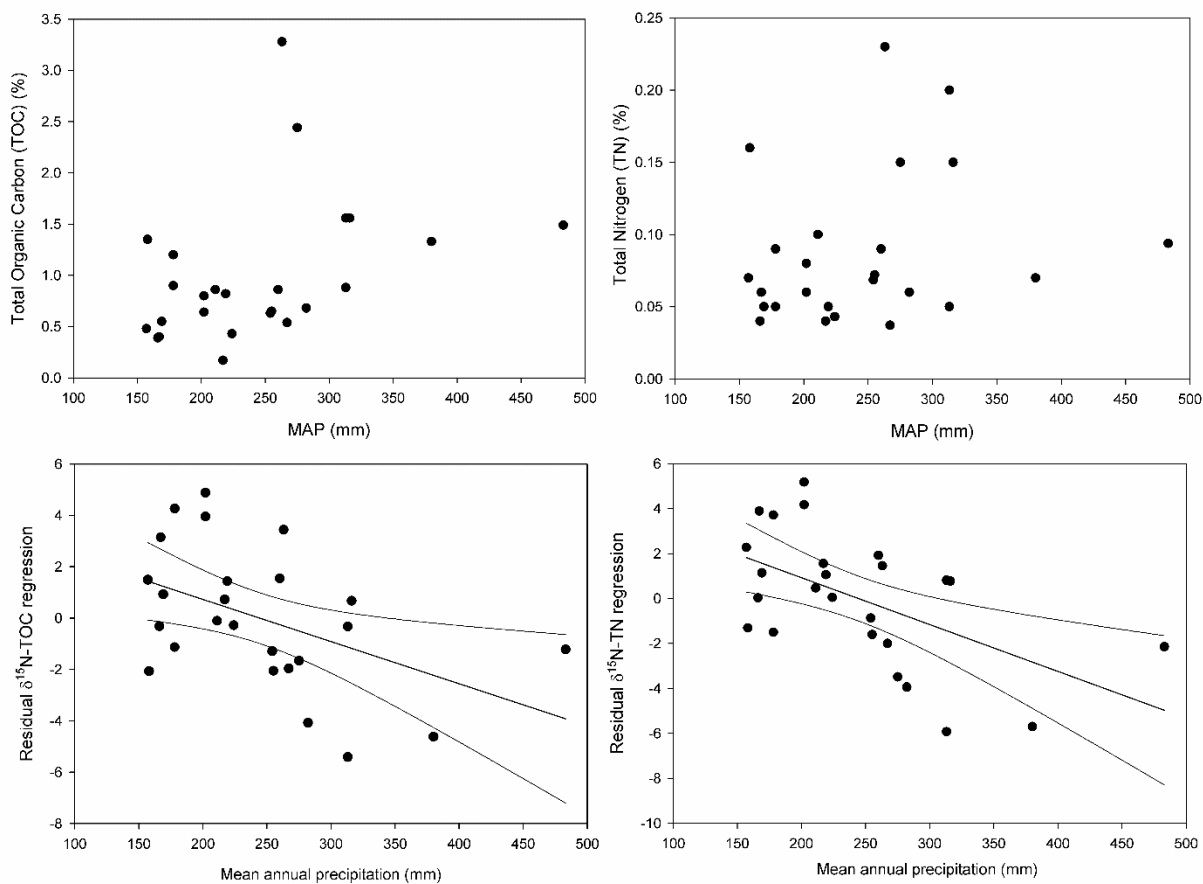 Total Organic Carbon (TOC) (%)
3.5
3.0
2.5
2.0
1.5
1.0
0.5
0.0
100 150 200 250 300 350 400 450 500
MAP (mm)
Total Nitrogen (TN) (%)
0.25
0.20
0.15
0.10
0.05
0.00
100 150 200 250 300 350 400 450 500
MAP (mm)
Residual δ¹⁵N-TOC regression
6
4
2
0
-2
-4
-6
-8
100 150 200 250 300 350 400 450 500
Mean annual precipitation (mm)
Residual δ¹⁵N-TN regression
6
4
2
0
-2
-4
-6
-8
-10
100 150 200 250 300 350 400 450 500
Mean annual precipitation (mm)